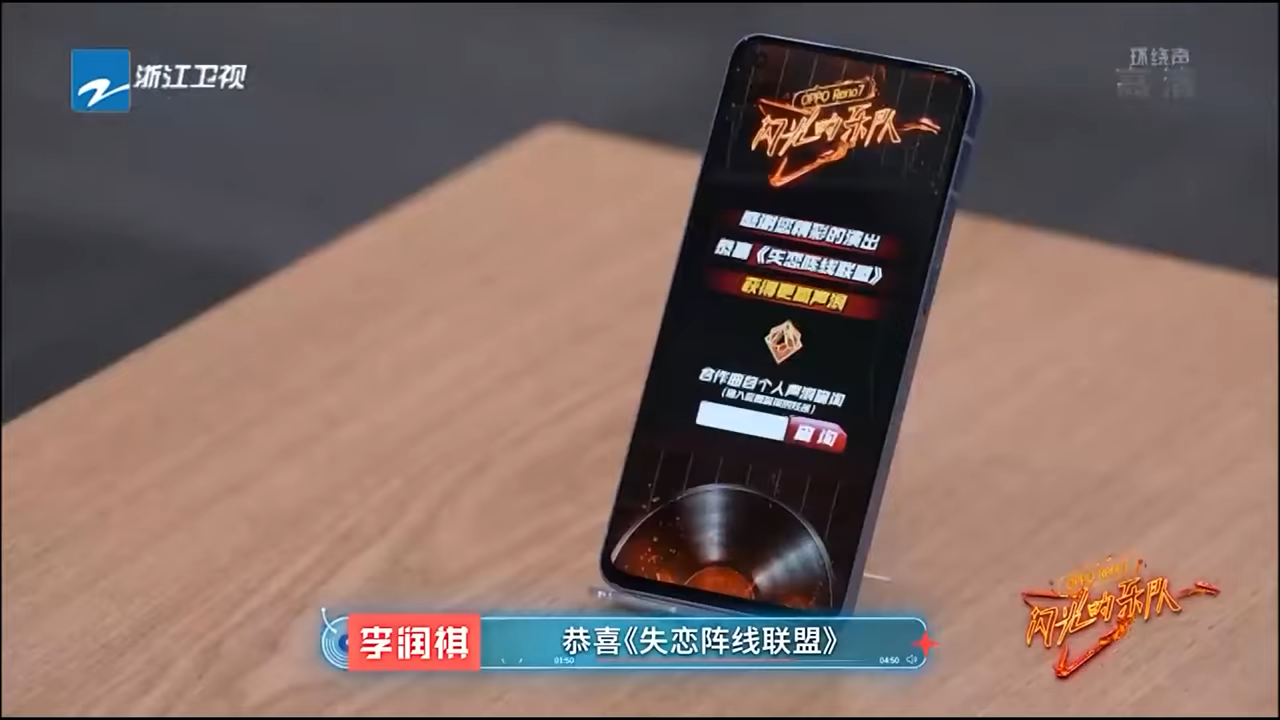 浙江卫视
环绕声
高清
OPPO Reno7
闪光的乐队
感谢您精彩的演出
恭喜《失恋阵线联盟》
获得更高声浪
合作曲目个人声浪查询
查询
OPPO Reno7
闪光的乐队
李润祺
恭喜《失恋阵线联盟》
01:50
04:50